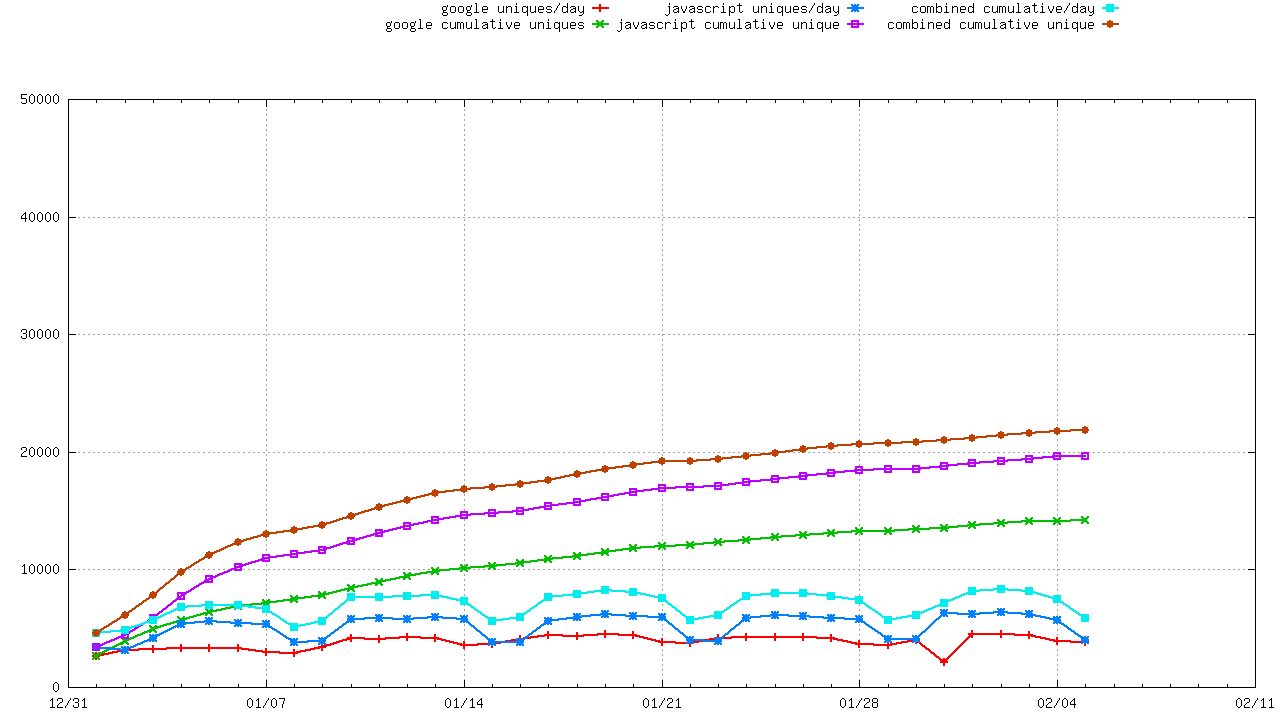 google uniques/day javascript uniques/day combined cumulative/day
google cumulative uniques javascript cumulative unique combined cumulative unique
50000
40000
30000
20000
10000
0
12/31 01/07 01/14 01/21 01/28 02/04 02/11